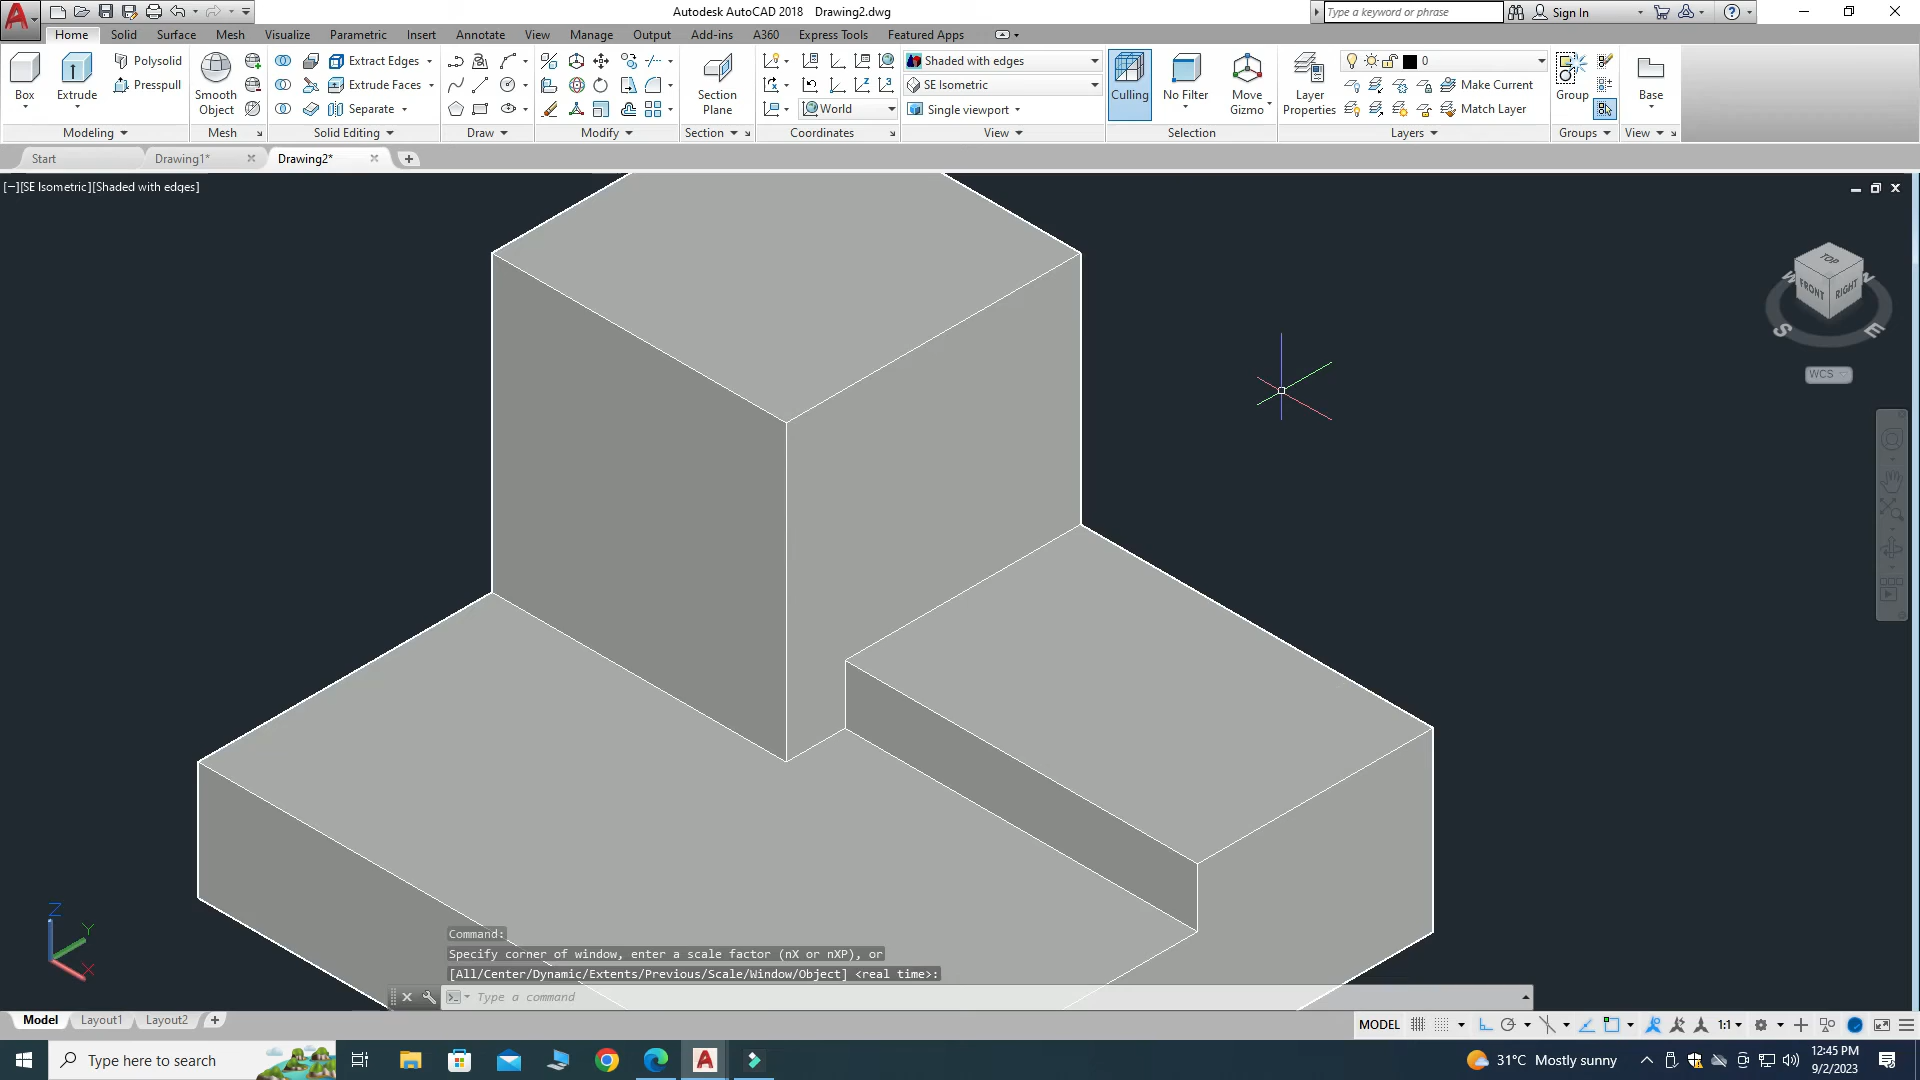 Autodesk AutoCAD 2018 Drawing2.dwg
Type a keyword or phrase
Sign In
Home Solid Surface Mesh Visualize Parametric Insert Annotate View Manage Output Add-ins A360 Express Tools Featured Apps
Box
Extrude
Polysolid
Presspull
Modeling
Smooth
Object
Mesh
Extract Edges
Extrude Faces
Separate
Solid Editing
Draw
Modify
Section
Plane
Section
World
Coordinates
Shaded with edges
SE Isometric
Single viewport
View
Culling
No Filter
Move
Gizmo
Selection
Layer
Properties
0
Make Current
Match Layer
Layers
Group
Groups
Base
View
Start
Drawing1*
Drawing2*
[−][SE Isometric][Shaded with edges]
TOP
FRONT
RIGHT
W
N
S
E
WCS
Z
Y
X
Command:
Specify corner of window, enter a scale factor (nX or nXP), or
[All/Center/Dynamic/Extents/Previous/Scale/Window/Object] <real time>:
Type a command
Model Layout1 Layout2
MODEL
1:1
Type here to search
31°C Mostly sunny
12:45 PM
9/2/2023